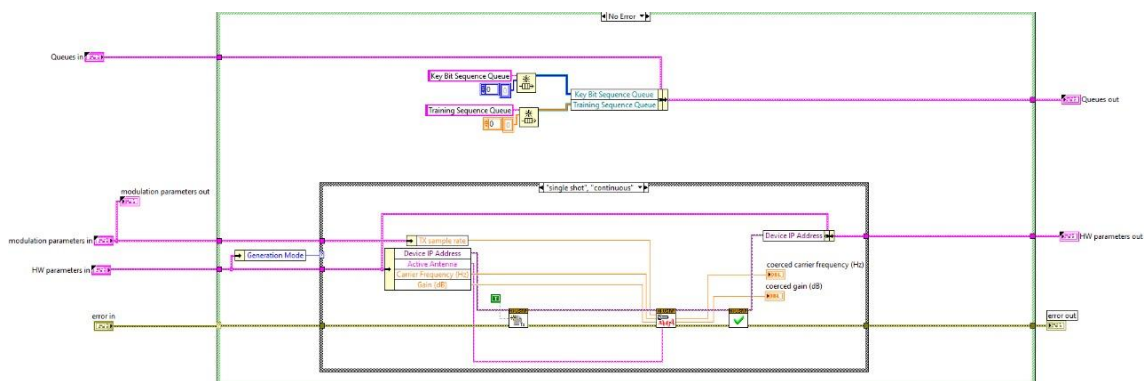 No Error
Queues in
Key Bit Sequence Queue
0
Key Bit Sequence Queue
Training Sequence Queue
Training Sequence Queue
0
Queues out
"single shot", "continuous"
modulation parameters out
modulation parameters in
TX sample rate
Device IP Address
HW parameters out
Generation Mode
Device IP Address
HW parameters in
Active Antenna
Carrier Frequency (Hz)
Gain (dB)
coerced carrier frequency (Hz)
coerced gain (dB)
T
error in
error out